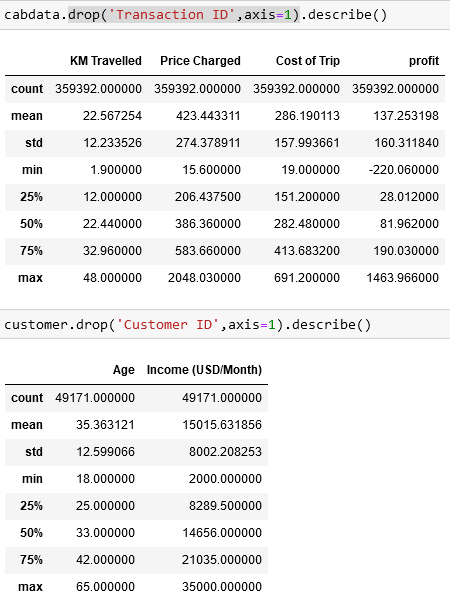 cabdata.drop('Transaction ID',axis=1).describe()
KM Travelled Price Charged Cost of Trip profit
count 359392.000000 359392.000000 359392.000000 359392.000000
mean 22.567254 423.443311 286.190113 137.253198
std 12.233526 274.378911 157.993661 160.311840
min 1.900000 15.600000 19.000000 -220.060000
25% 12.000000 206.437500 151.200000 28.012000
50% 22.440000 386.360000 282.480000 81.962000
75% 32.960000 583.660000 413.683200 190.030000
max 48.000000 2048.030000 691.200000 1463.966000
customer.drop('Customer ID',axis=1).describe()
Age Income (USD/Month)
count 49171.000000 49171.000000
mean 35.363121 15015.631856
std 12.599066 8002.208253
min 18.000000 2000.000000
25% 25.000000 8289.500000
50% 33.000000 14656.000000
75% 42.000000 21035.000000
max 65.000000 35000.000000